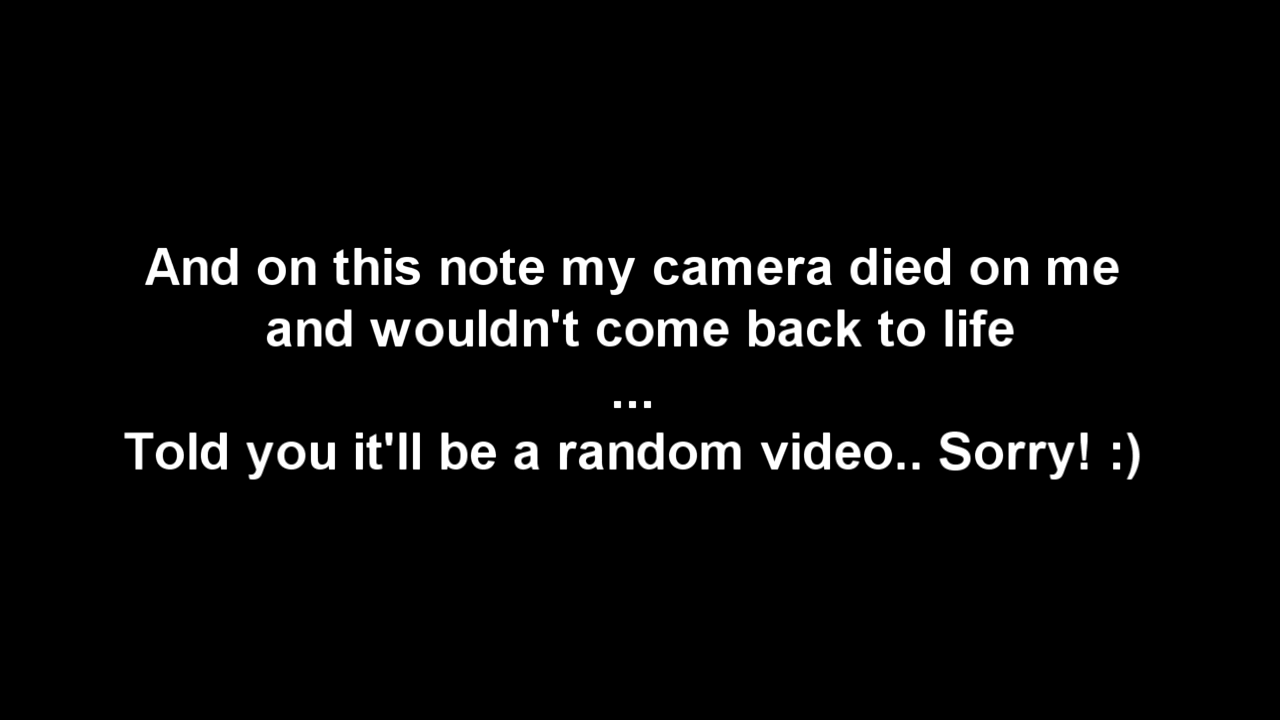 And on this note my camera died on me
and wouldn't come back to life
...
Told you it'll be a random video.. Sorry! :)